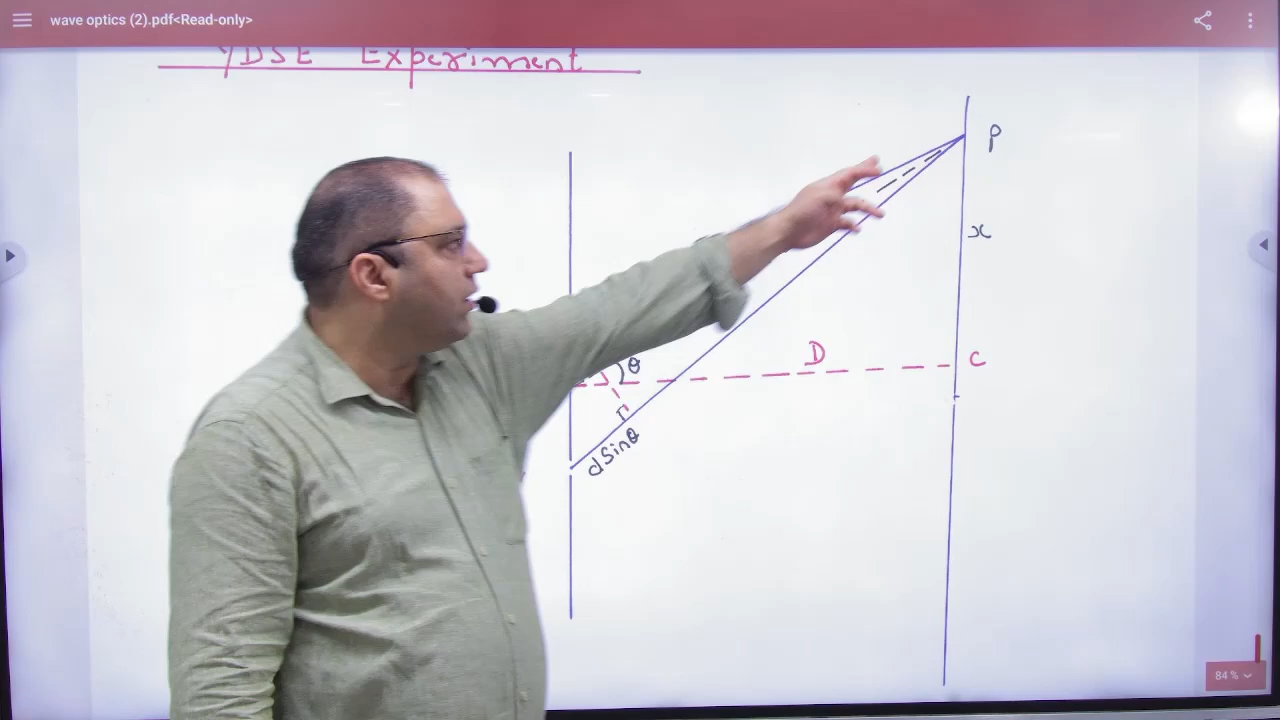 wave optics (2).pdf<Read-only>
YDSE Experiment
P
x
θ
D
C
dSinθ
84 %